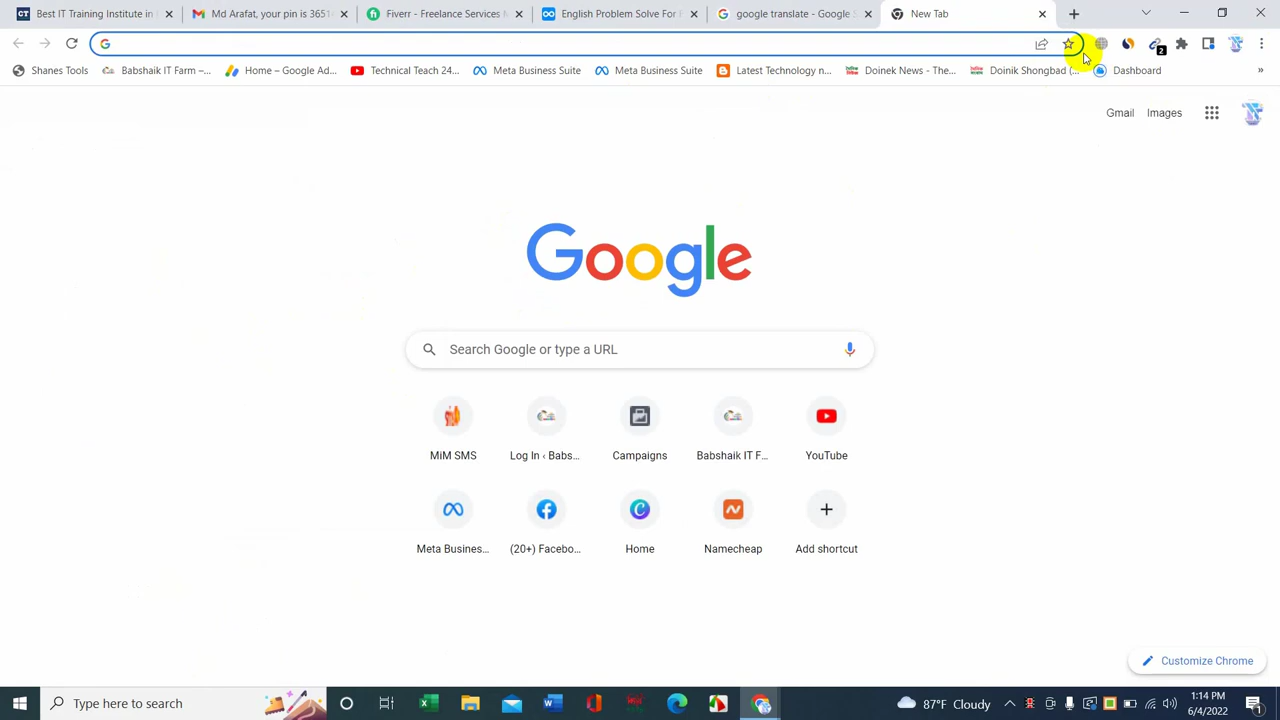 Best IT Training Institute in
Md Arafat, your pin is 3651
Fiverr - Freelance Services M
English Problem Solve For F
google translate - Google S
New Tab
Shanes Tools
Babshaik IT Farm –...
Home – Google Ad...
Technical Teach 24...
Meta Business Suite
Meta Business Suite
Latest Technology n...
Doinek News - The...
Doinik Shongbad (...
Dashboard
»
2
Gmail
Images
Google
Search Google or type a URL
MiM SMS
Log In ‹ Babs...
Campaigns
Babshaik IT F...
YouTube
Meta Busines...
(20+) Facebo...
Home
Namecheap
Add shortcut
Customize Chrome
Type here to search
87°F Cloudy
1:14 PM
6/4/2022
1